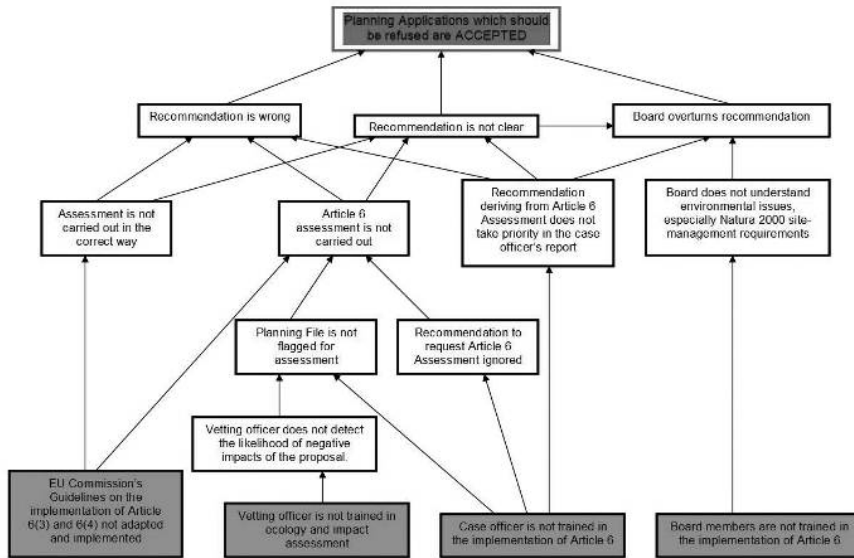 Planning Applications which should
be refused are ACCEPTED
Recommendation is wrong
Recommendation is not clear
Board overturns recommendation
Assessment is not
carried out in the
correct way
Article 6
assessment is not
carried out
Recommendation
deriving from Article 6
Assessment does not
take priority in the case
officer's report
Board does not understand
environmental issues,
especially Natura 2000 site-
management requirements
Planning File is not
flagged for
assessment
Recommendation to
request Article 6
Assessment ignored
Vetting officer does not detect
the likelihood of negative
impacts of the proposal.
EU Commission's
Guidelines on the
implementation of Article
6(3) and 6(4) not adapted
and implemented
Vetting officer is not trained in
ecology and impact
assessment
Case officer is not trained in the
implementation of Article 6
Board members are not trained in
the implementation of Article 6